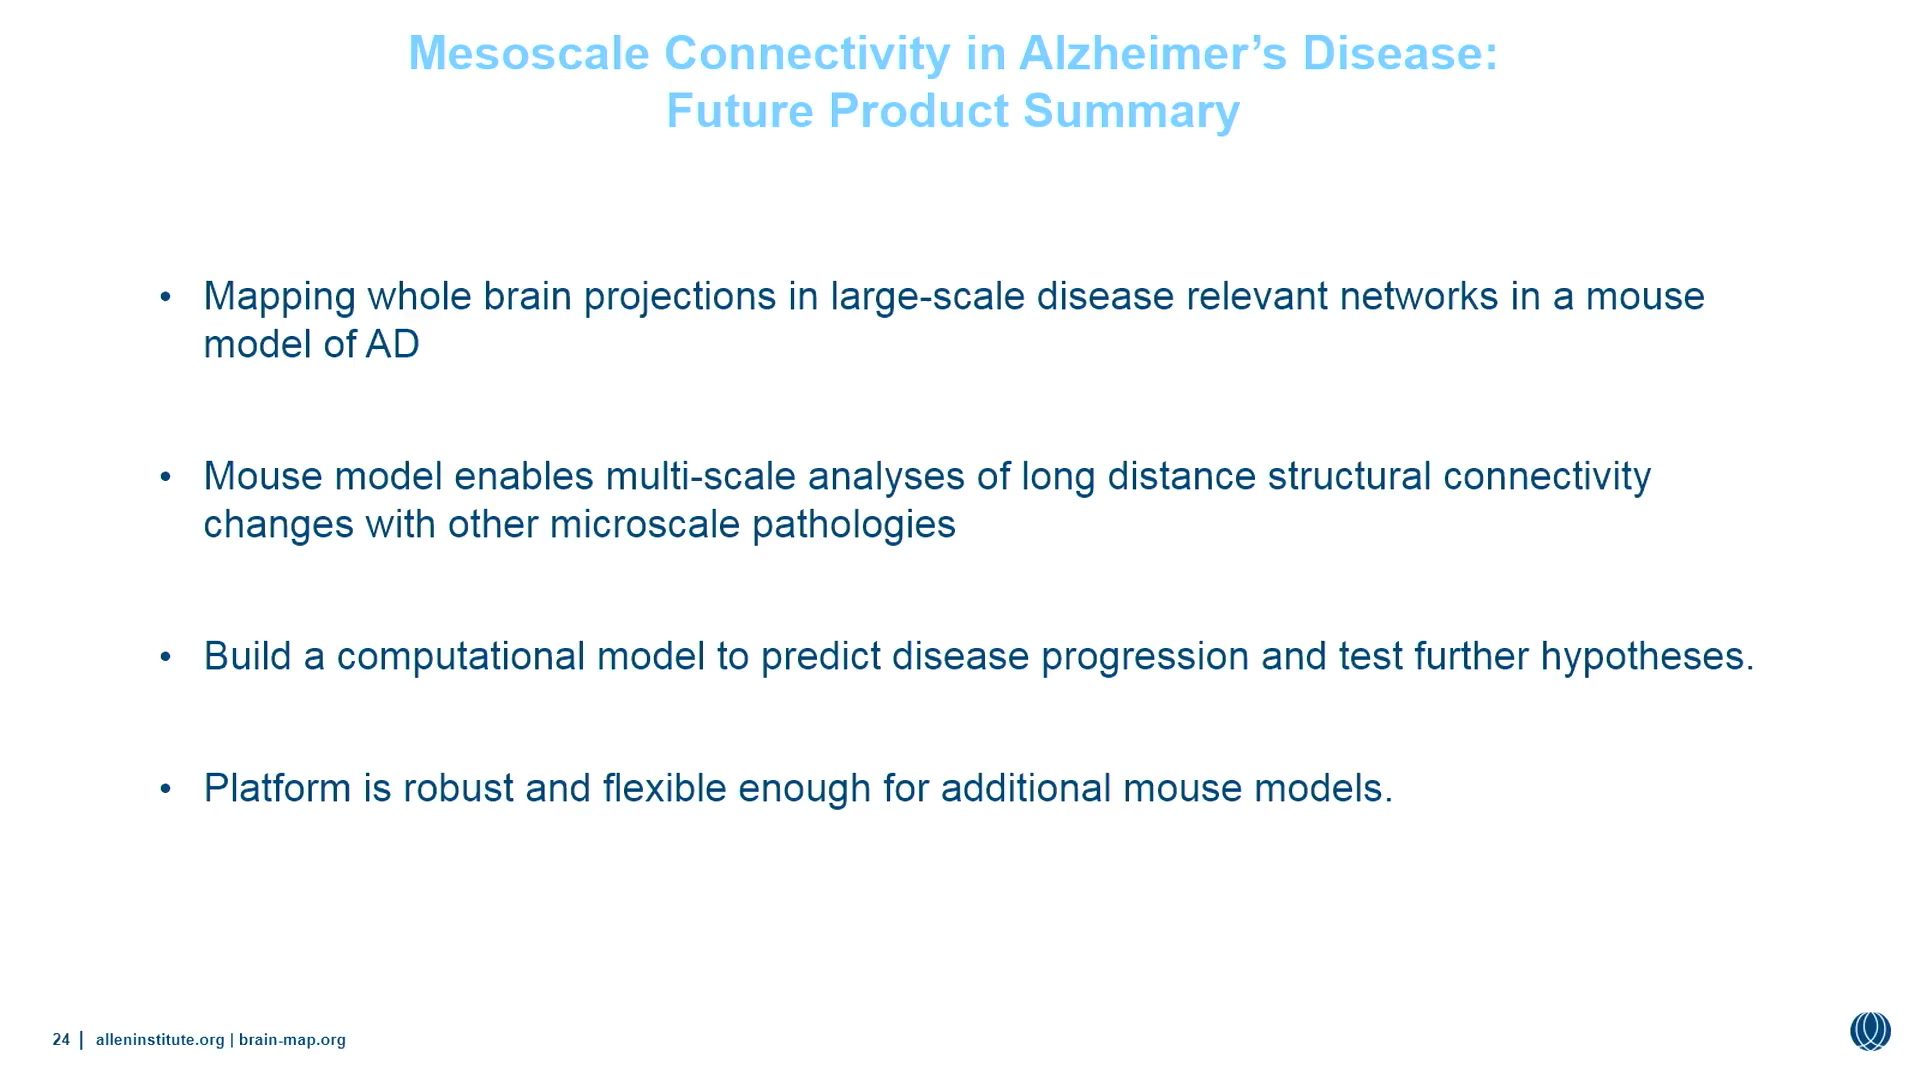 Mesoscale Connectivity in Alzheimer’s Disease:
Future Product Summary
• Mapping whole brain projections in large-scale disease relevant networks in a mouse
model of AD
• Mouse model enables multi-scale analyses of long distance structural connectivity
changes with other microscale pathologies
• Build a computational model to predict disease progression and test further hypotheses.
• Platform is robust and flexible enough for additional mouse models.
24 | alleninstitute.org | brain-map.org